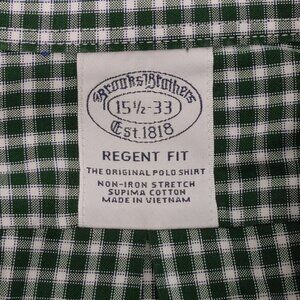 Brooks Brothers
15½-33
Est. 1818
REGENT FIT
THE ORIGINAL POLO SHIRT
NON-IRON STRETCH
SUPIMA COTTON
MADE IN VIETNAM